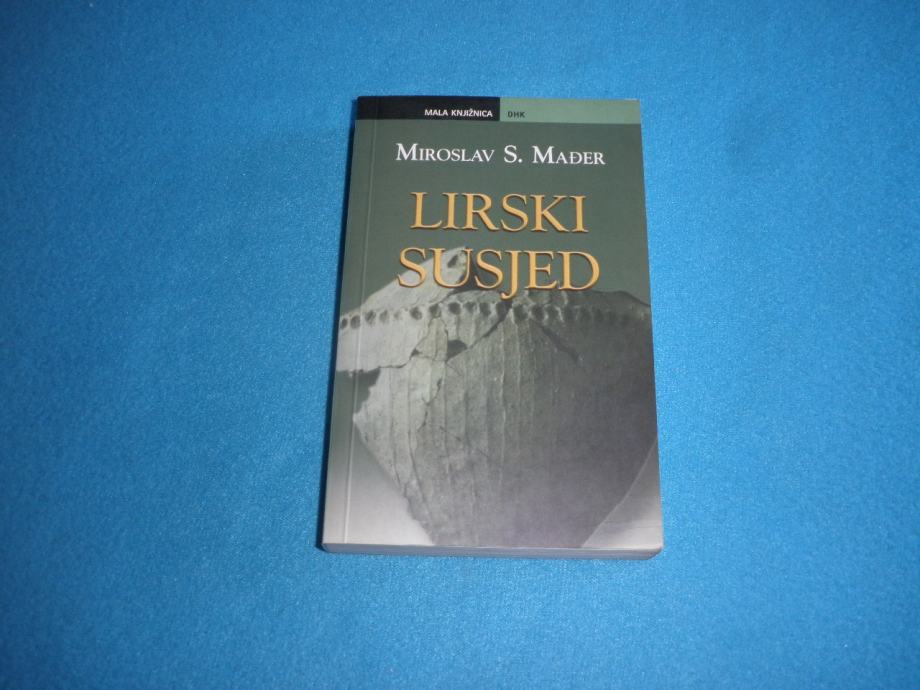 MALA KNJIŽNICA DHK
MIROSLAV S. MAĐER
LIRSKI
SUSJED